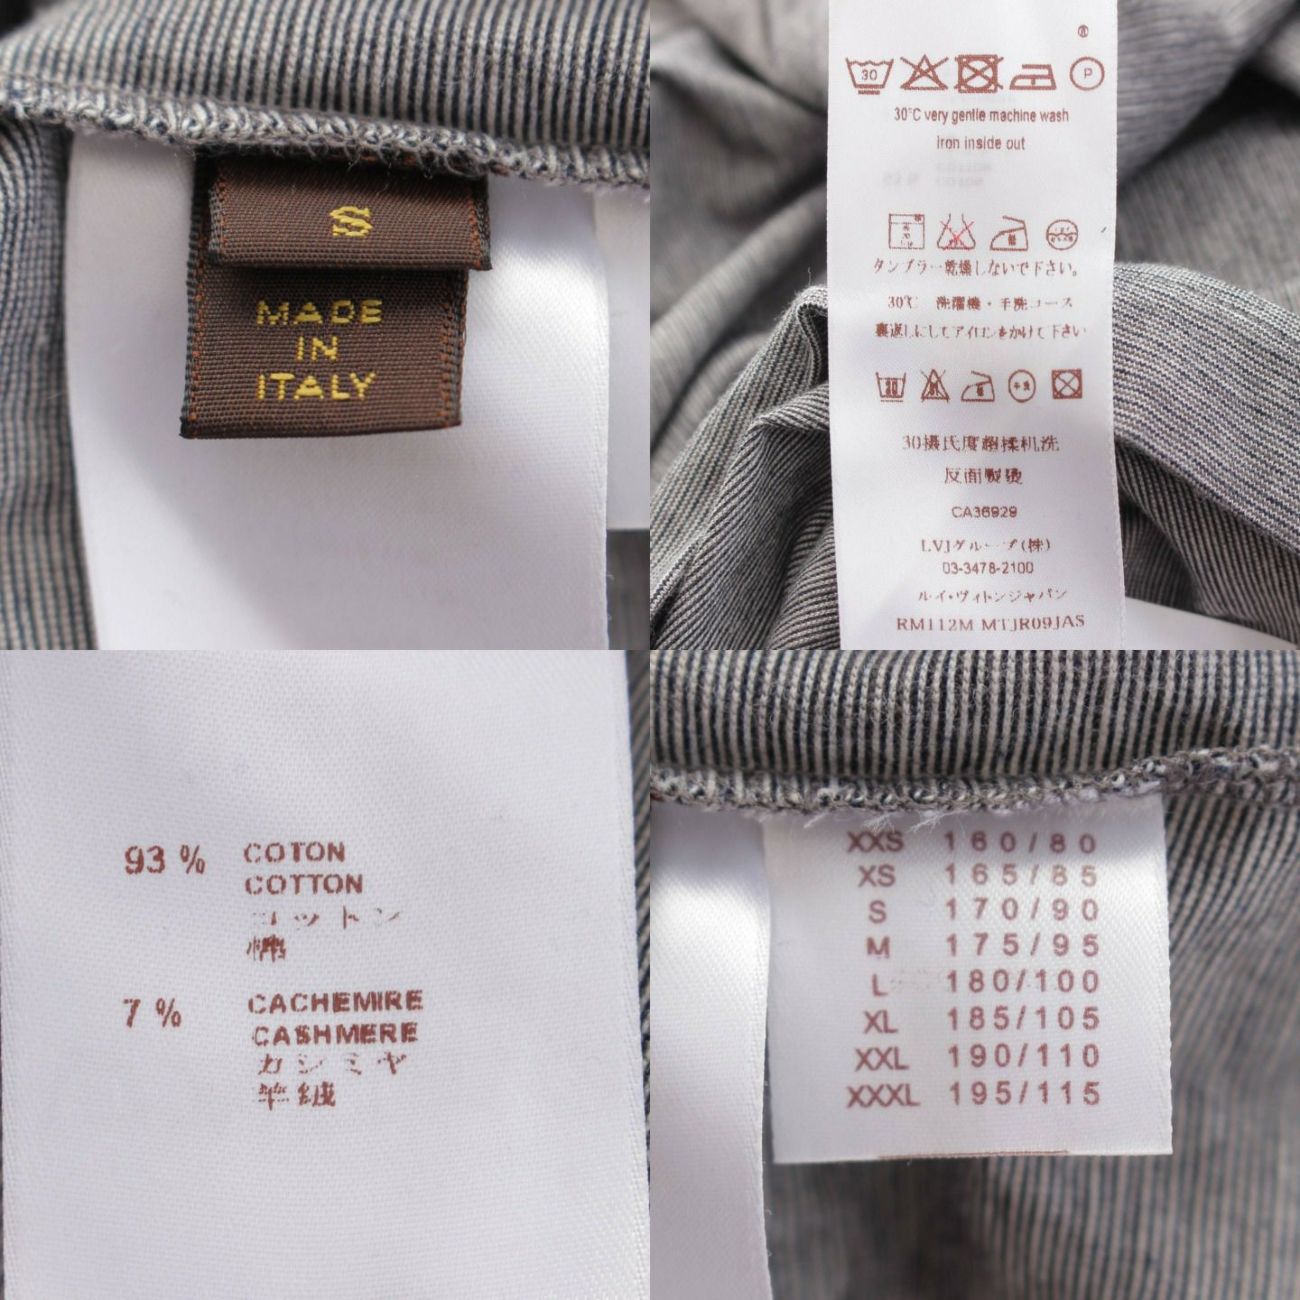 S
MADE
IN
ITALY
®
30
P
30°C very gentle machine wash
iron inside out
タンブラー乾燥しないで下さい。
30℃ 洗濯機・手洗コース
裏返しにしてアイロンをかけて下さい
30
30摄氏度超柔机洗
反面熨烫
CA36929
LVJグループ(株)
03-3478-2100
ルイ・ヴィトンジャパン
RM112M MTJR09JAS
93 % COTON
COTTON
コットン
棉
7 % CACHEMIRE
CASHMERE
カシミヤ
羊绒
XXS 160/80
XS 165/85
S 170/90
M 175/95
L 180/100
XL 185/105
XXL 190/110
XXXL 195/115